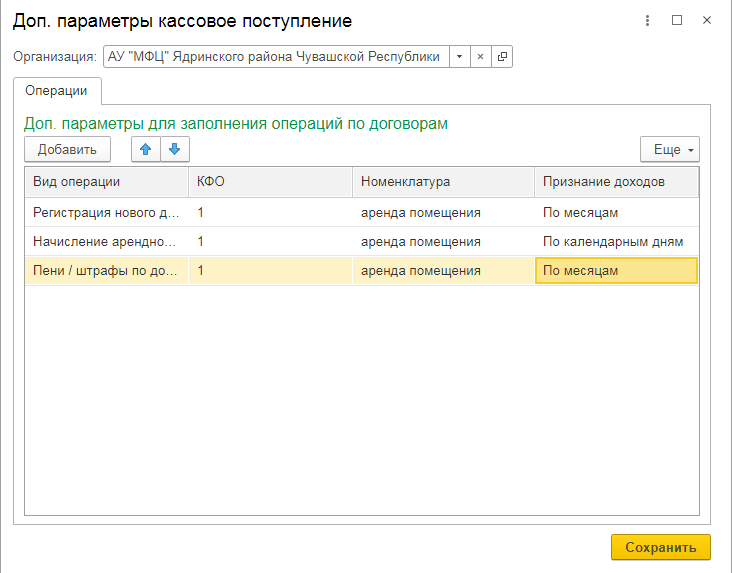 Доп. параметры кассовое поступление
Организация: АУ "МФЦ" Ядринского района Чувашской Республики
Операции
Доп. параметры для заполнения операций по договорам
Добавить Еще
Вид операции КФО Номенклатура Признание доходов
Регистрация нового д... 1 аренда помещения По месяцам
Начисление арендно... 1 аренда помещения По календарным дням
Пени / штрафы по до... 1 аренда помещения По месяцам
Сохранить